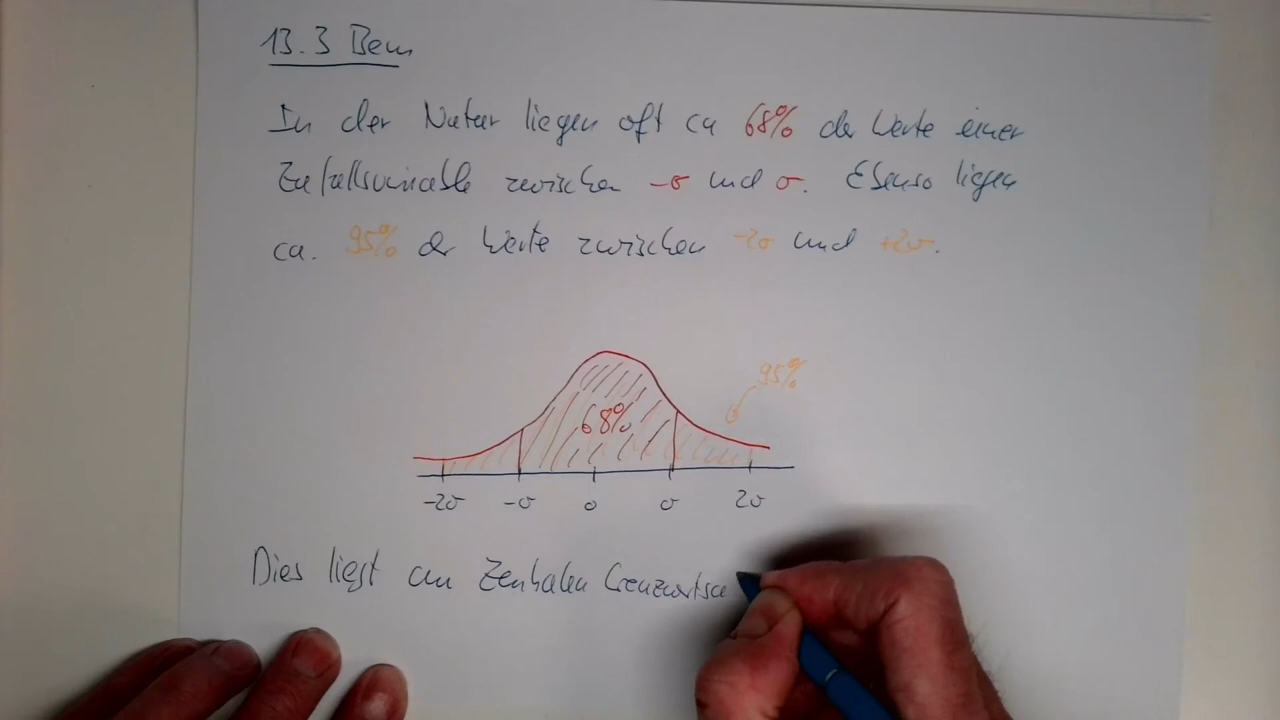 13.3 Bem
In der Natur liegen oft ca 68% der Werte einer
Zufallsvariable zwischen -σ und σ. Ebenso liegen
ca. 95% der Werte zwischen -2σ und +2σ.
95%
68%
-2σ -σ 0 σ 2σ
Dies liegt am Zentralen Grenzwertsa